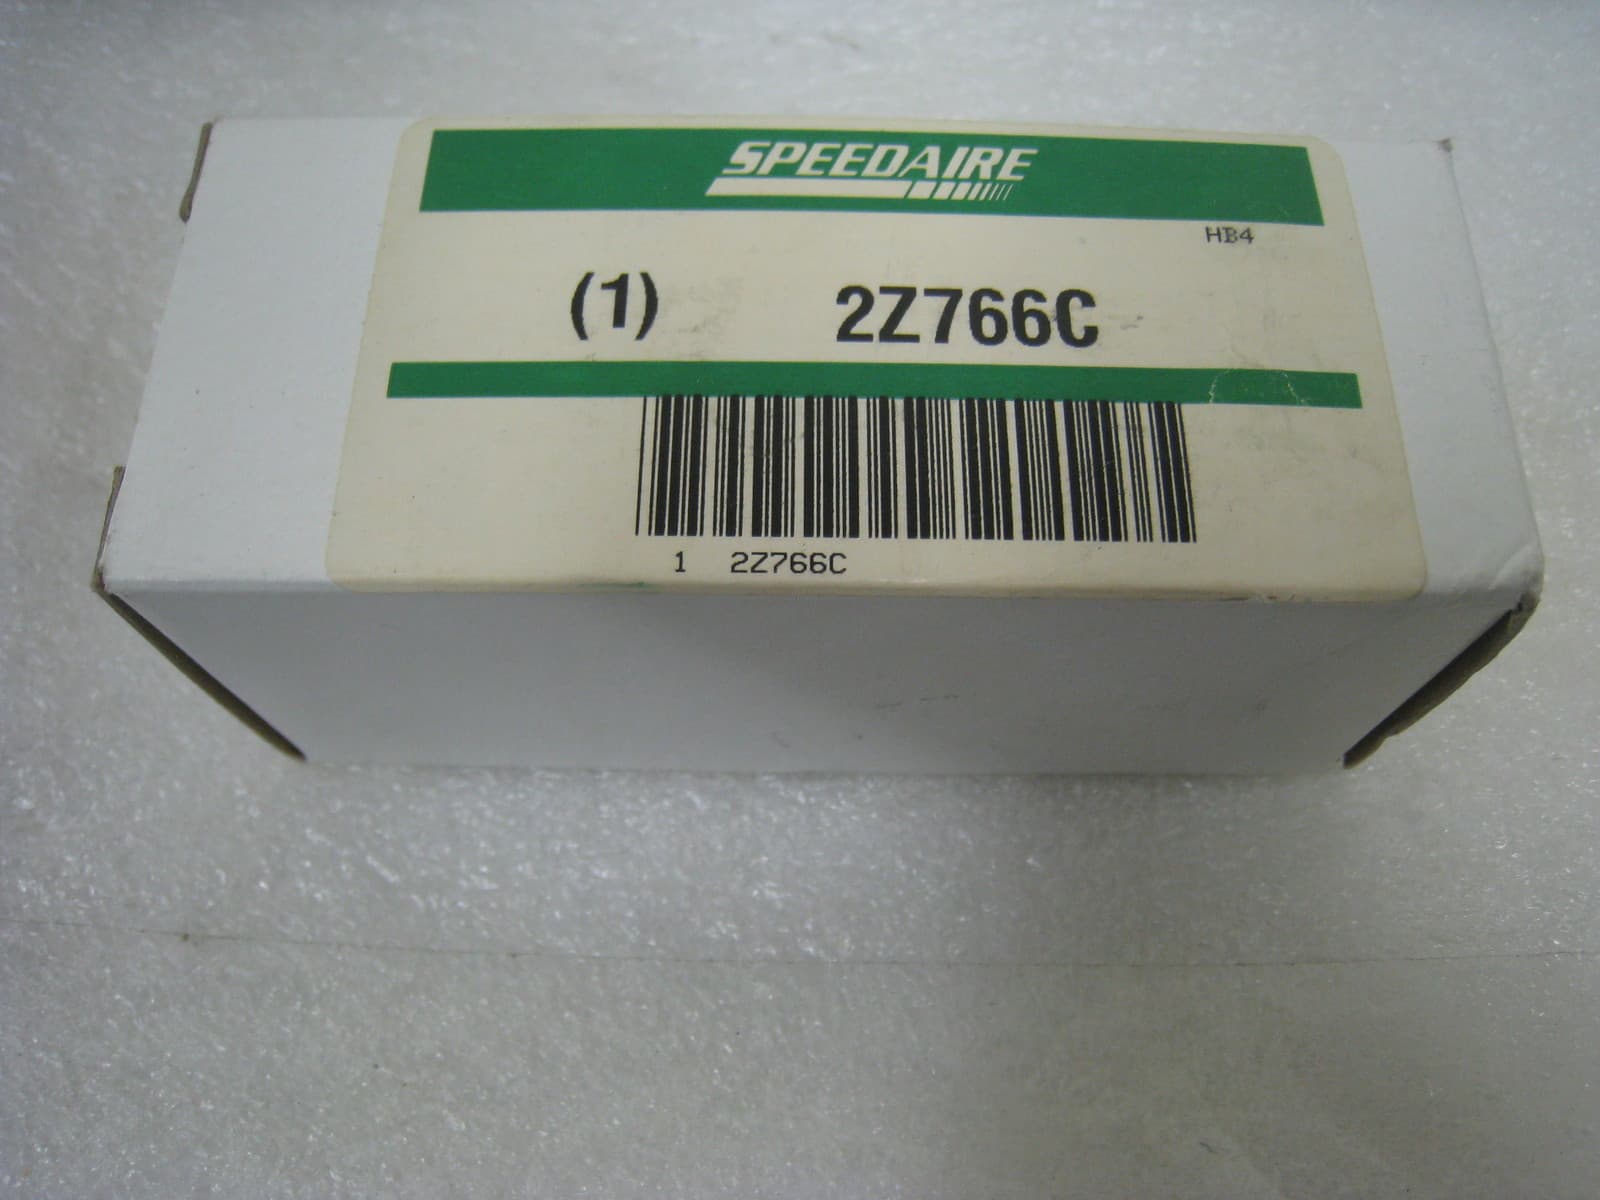 SPEEDAIRE
HB4
(1) 2Z766C
1 2Z766C